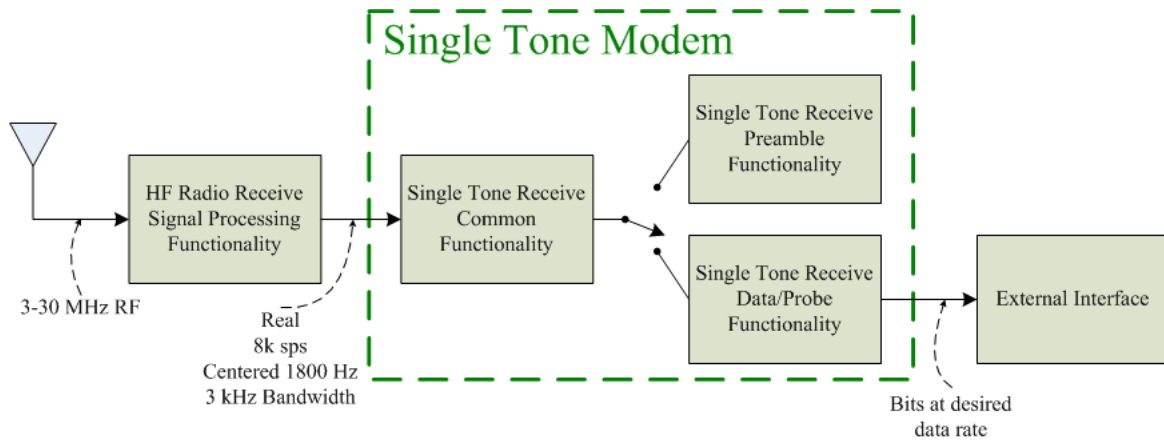 Single Tone Modem
Single Tone Receive
Preamble
Functionality
HF Radio Receive
Signal Processing
Functionality
Single Tone Receive
Common
Functionality
Single Tone Receive
Data/Probe
Functionality
External Interface
3-30 MHz RF
Real
8k sps
Centered 1800 Hz
3 kHz Bandwidth
Bits at desired
data rate